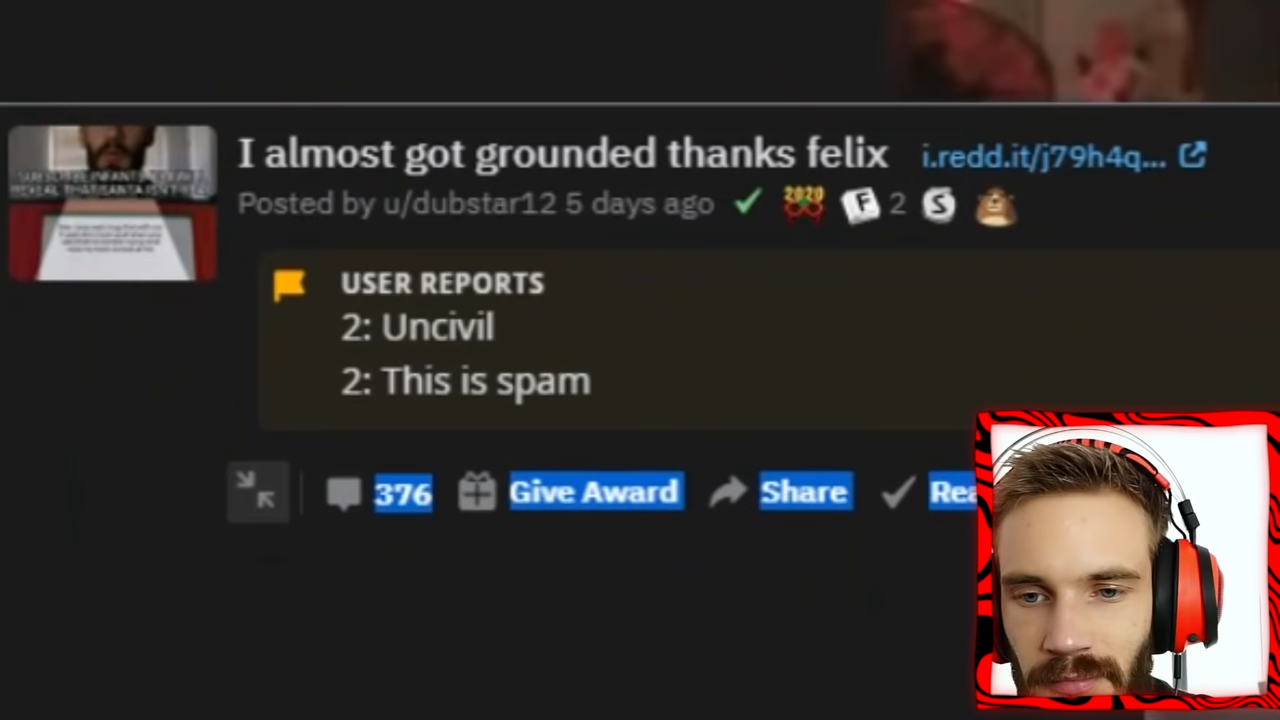 I almost got grounded thanks felix i.redd.it/j79h4q...
Posted by u/dubstar12 5 days ago 2020 F 2 S
USER REPORTS
2: Uncivil
2: This is spam
376 Give Award Share Rea